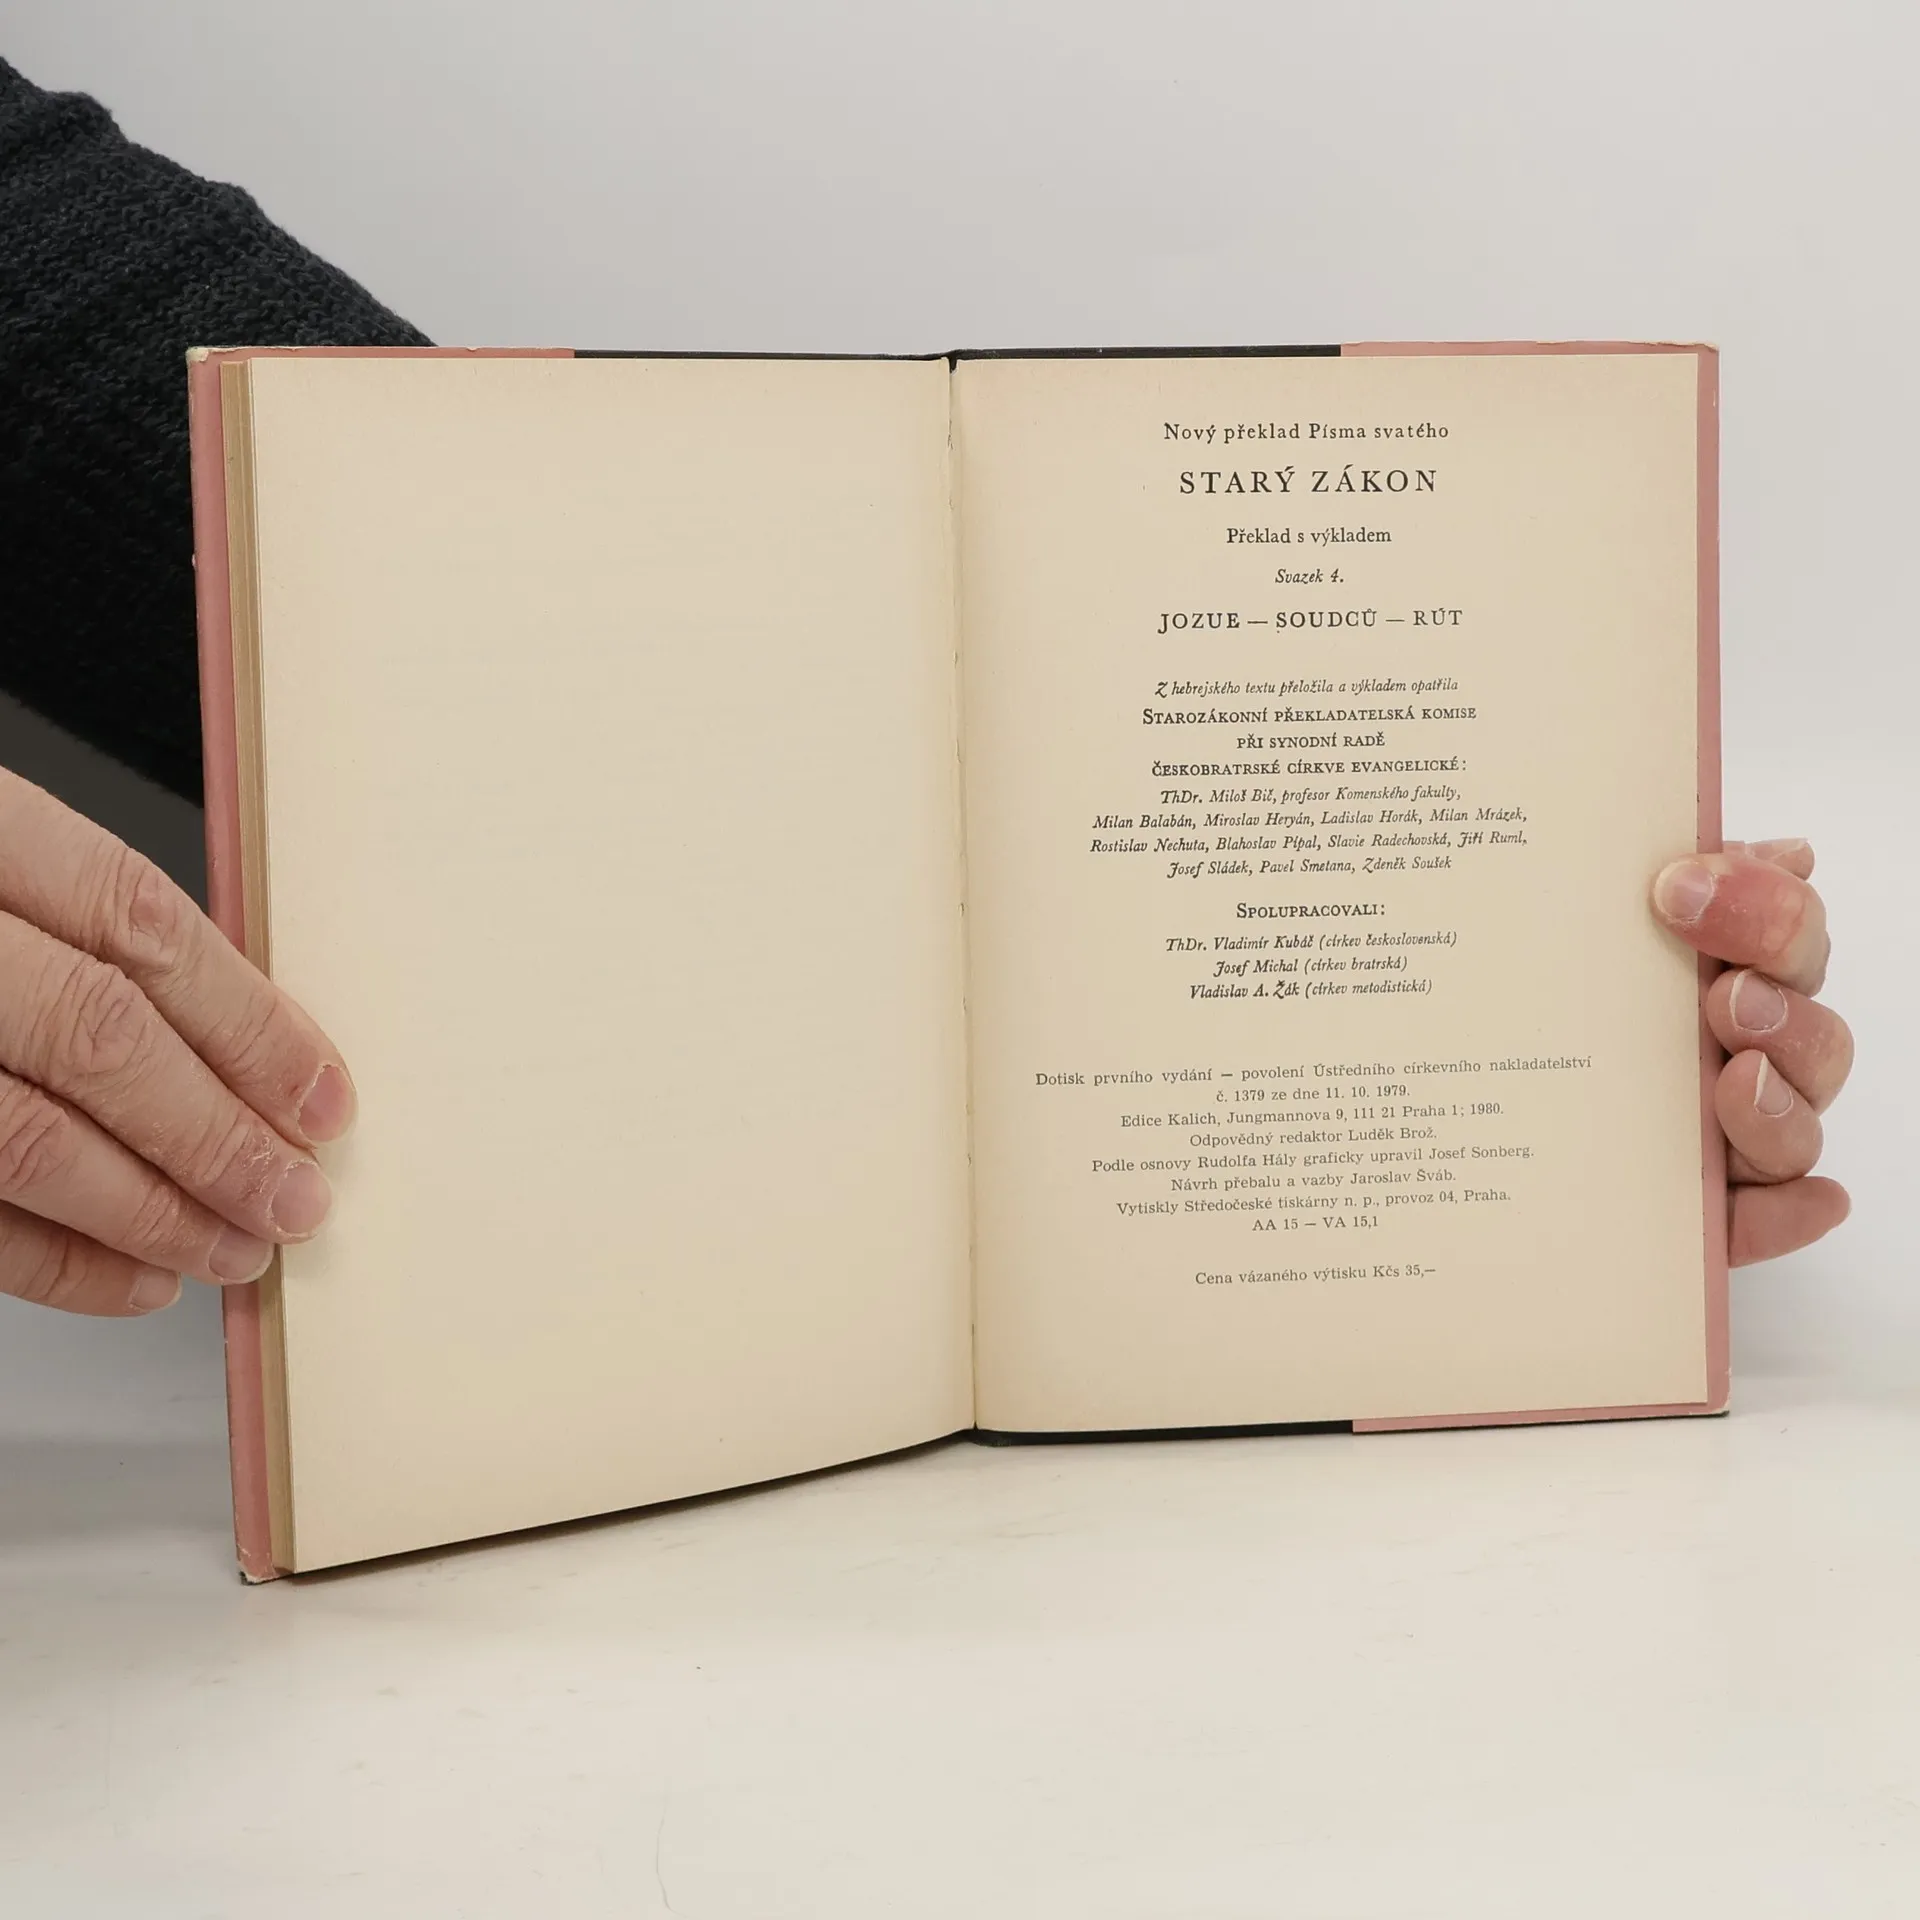 Nový překlad Písma svatého
STARÝ ZÁKON
Překlad s výkladem
Svazek 4.
JOZUE — SOUDCŮ — RÚT
Z hebrejského textu přeložila a výkladem opatřila
STAROZÁKONNÍ PŘEKLADATELSKÁ KOMISE
PŘI SYNODNÍ RADĚ
ČESKOBRATRSKÉ CÍRKVE EVANGELICKÉ:
ThDr. Miloš Bič, profesor Komenského fakulty,
Milan Balabán, Miroslav Heryán, Ladislav Horák, Milan Mrázek,
Rostislav Nechuta, Blahoslav Pípal, Slavie Radechovská, Jiří Ruml,
Josef Sládek, Pavel Smetana, Zdeněk Soušek
SPOLUPRACOVALI:
ThDr. Vladimír Kubáč (církev československá)
Josef Michal (církev bratrská)
Vladislav A. Žák (církev metodistická)
Dotisk prvního vydání — povolení Ústředního církevního nakladatelství
č. 1379 ze dne 11. 10. 1979.
Edice Kalich, Jungmannova 9, 111 21 Praha 1; 1980.
Odpovědný redaktor Luděk Brož.
Podle osnovy Rudolfa Hály graficky upravil Josef Sonberg.
Návrh přebalu a vazby Jaroslav Šváb.
Vytiskly Středočeské tiskárny n. p., provoz 04, Praha.
AA 15 — VA 15,1
Cena vázaného výtisku Kčs 35,—